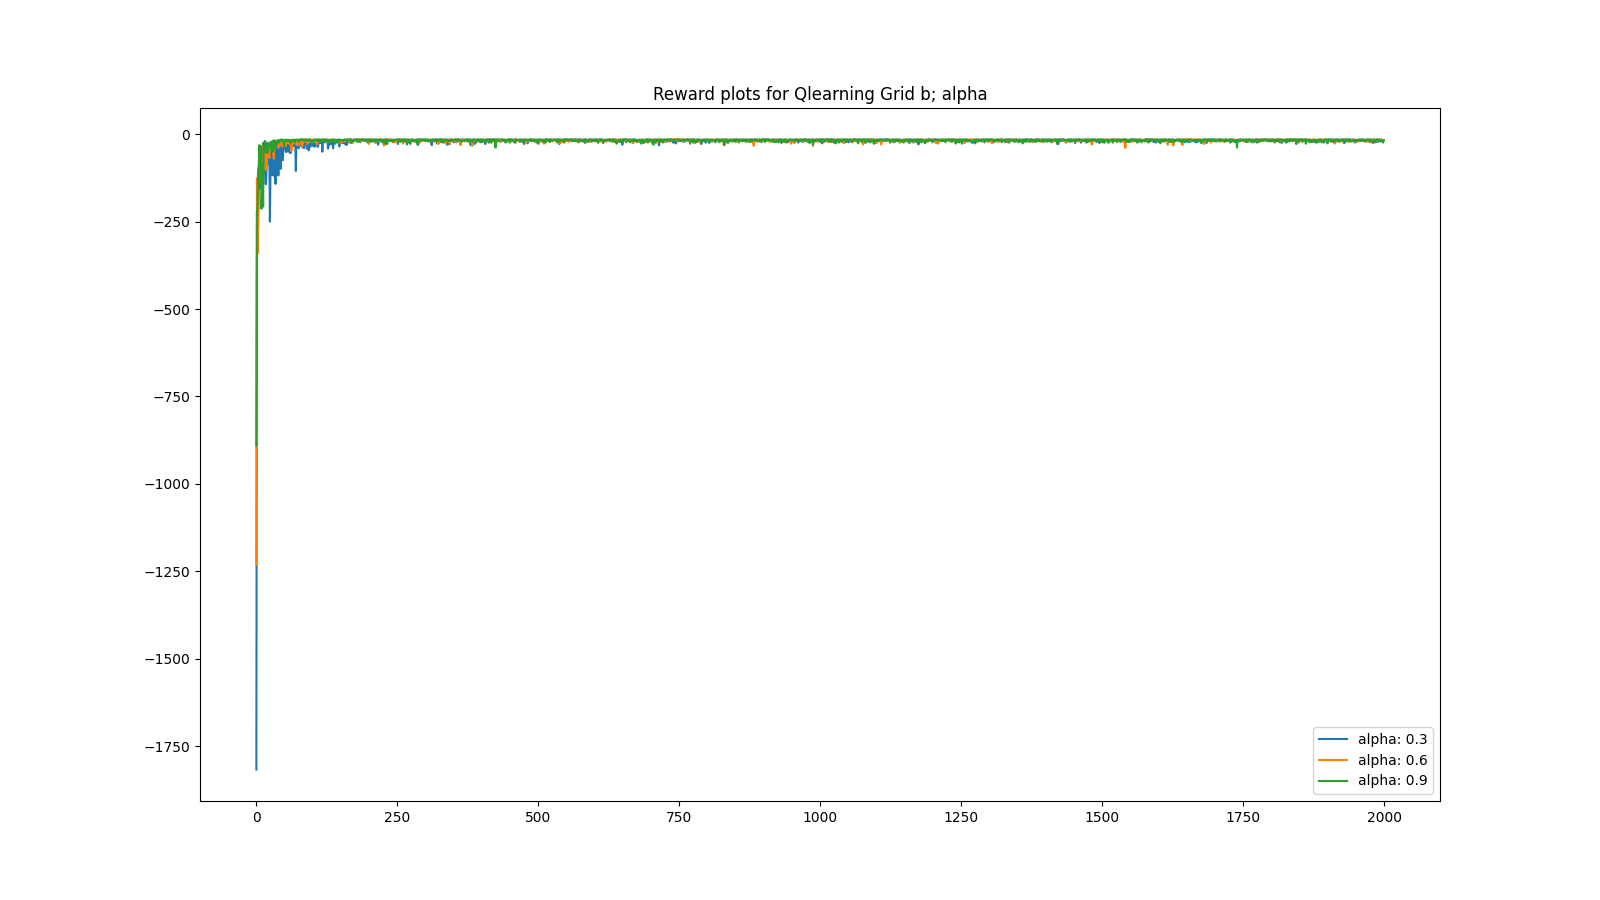 Reward plots for Qlearning Grid b; alpha
0
−250
−500
−750
−1000
−1250
−1500
−1750
0 250 500 750 1000 1250 1500 1750 2000
alpha: 0.3
alpha: 0.6
alpha: 0.9